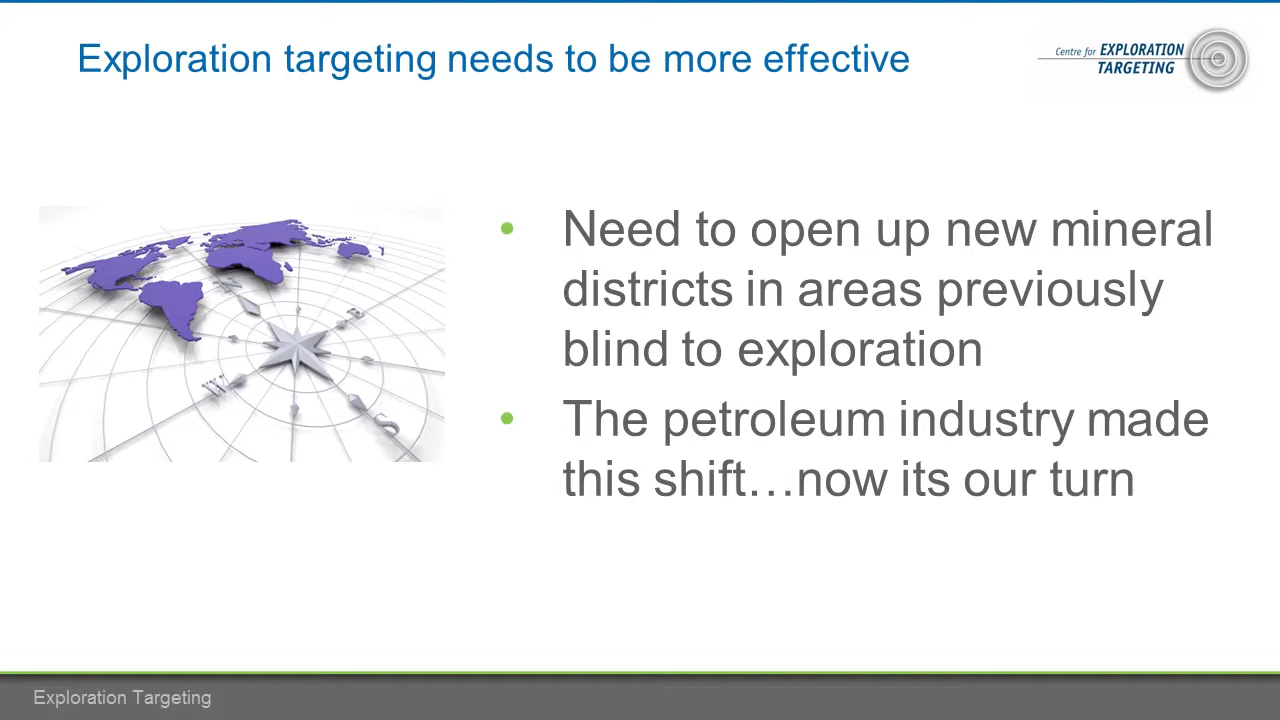 Exploration targeting needs to be more effective
Centre for EXPLORATION
TARGETING
N
E
W
S
• Need to open up new mineral
districts in areas previously
blind to exploration
• The petroleum industry made
this shift…now its our turn
Exploration Targeting